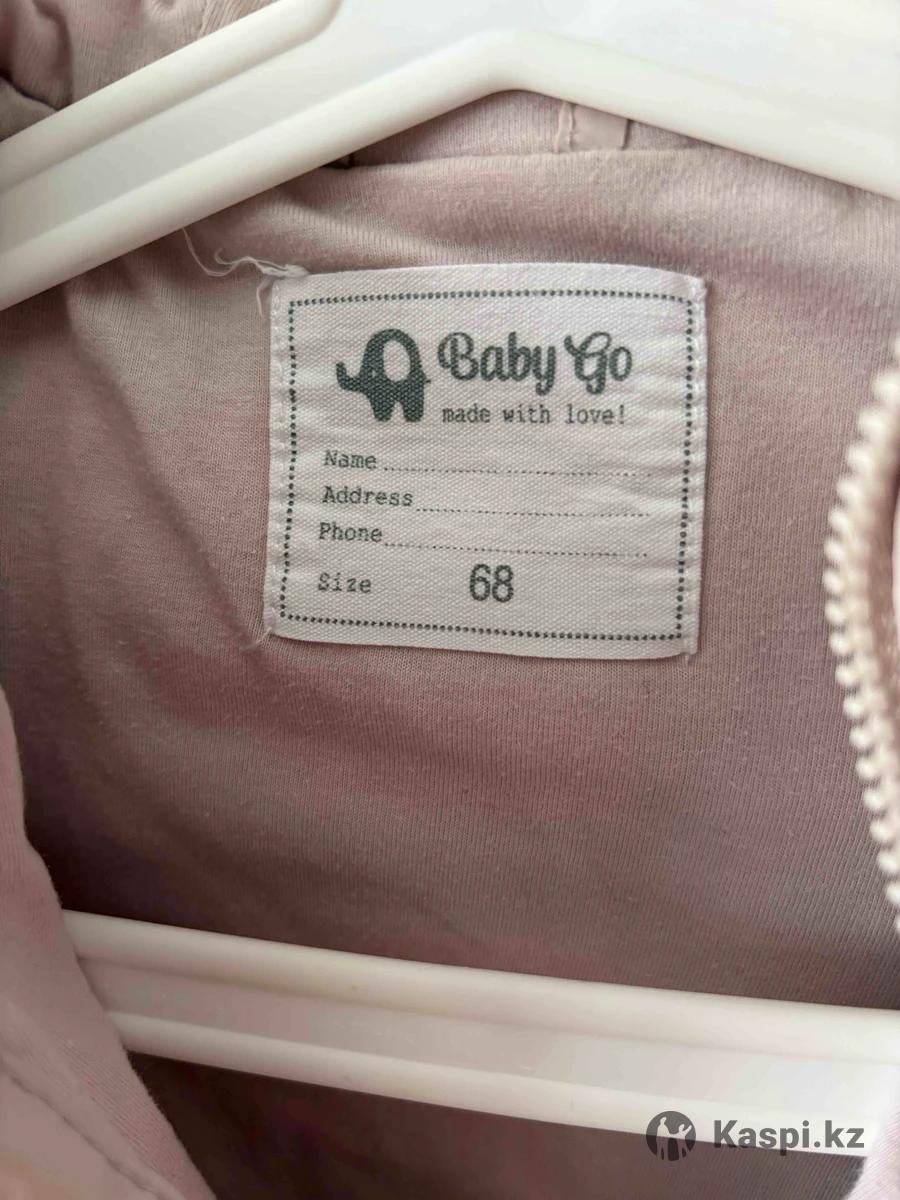 Baby Go
made with love!
Name
Address
Phone
Size 68
Kaspi.kz